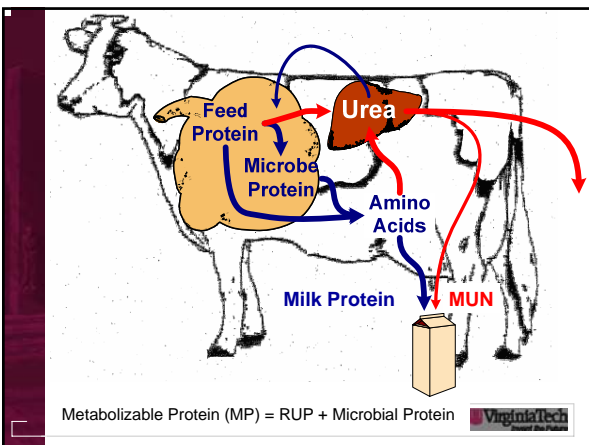 Feed
Protein
Urea
Microbe
Protein
Amino
Acids
Milk Protein
MUN
Metabolizable Protein (MP) = RUP + Microbial Protein
VirginiaTech